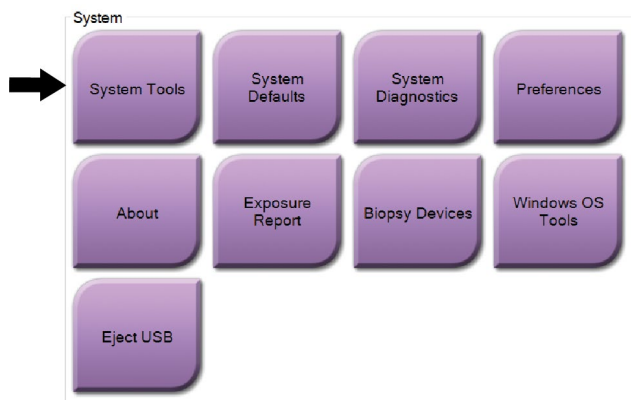 System
System Tools
System
Defaults
System
Diagnostics
Preferences
About
Exposure
Report
Biopsy Devices
Windows OS
Tools
Eject USB